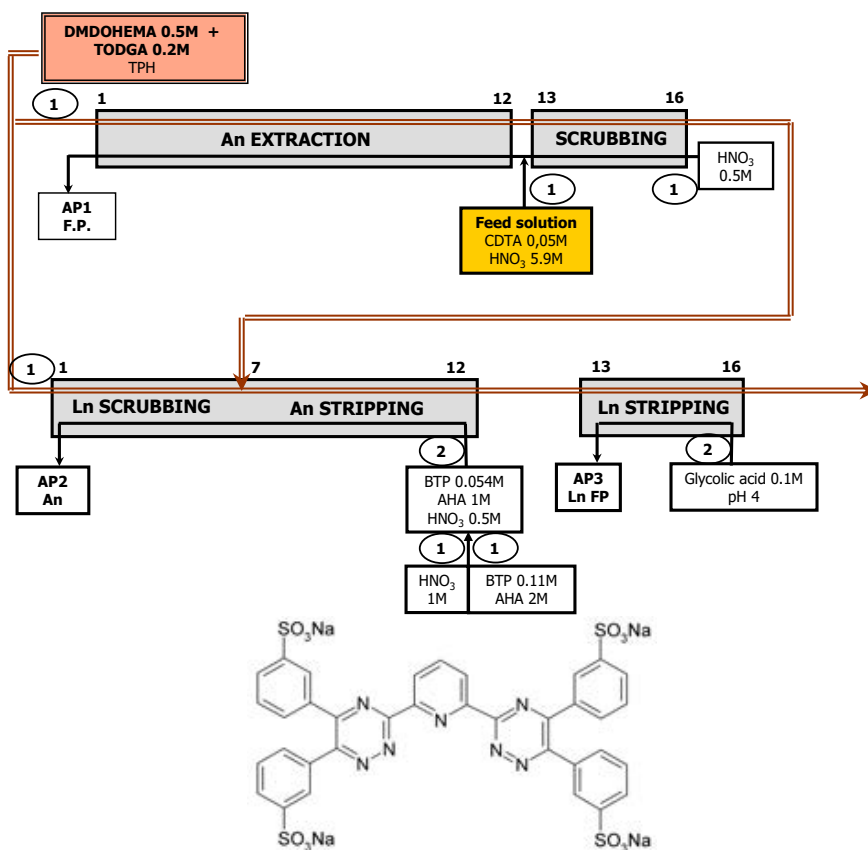 DMDOHEMA 0.5M +
TODGA 0.2M
TPH
1
1
12
13
16
An EXTRACTION
SCRUBBING
HNO₃
0.5M
1
1
AP1
F.P.
Feed solution
CDTA 0,05M
HNO₃ 5.9M
1
1
7
12
13
16
Ln SCRUBBING
An STRIPPING
Ln STRIPPING
2
2
AP2
An
BTP 0.054M
AHA 1M
HNO₃ 0.5M
AP3
Ln FP
Glycolic acid 0.1M
pH 4
1
1
HNO₃
1M
BTP 0.11M
AHA 2M
SO₃Na
SO₃Na
N
N
N
N
N
N
N
SO₃Na
SO₃Na